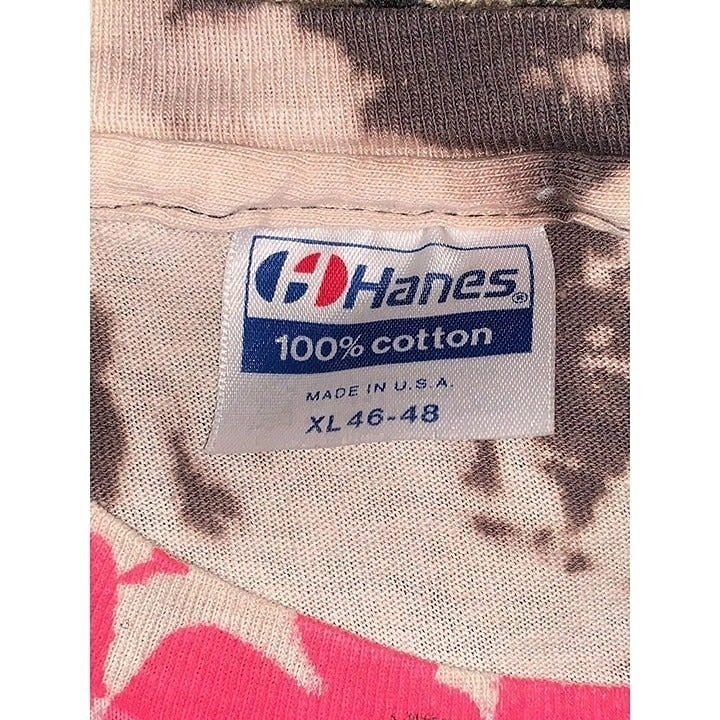 Hanes®
100% cotton
MADE IN U.S.A.
XL 46-48